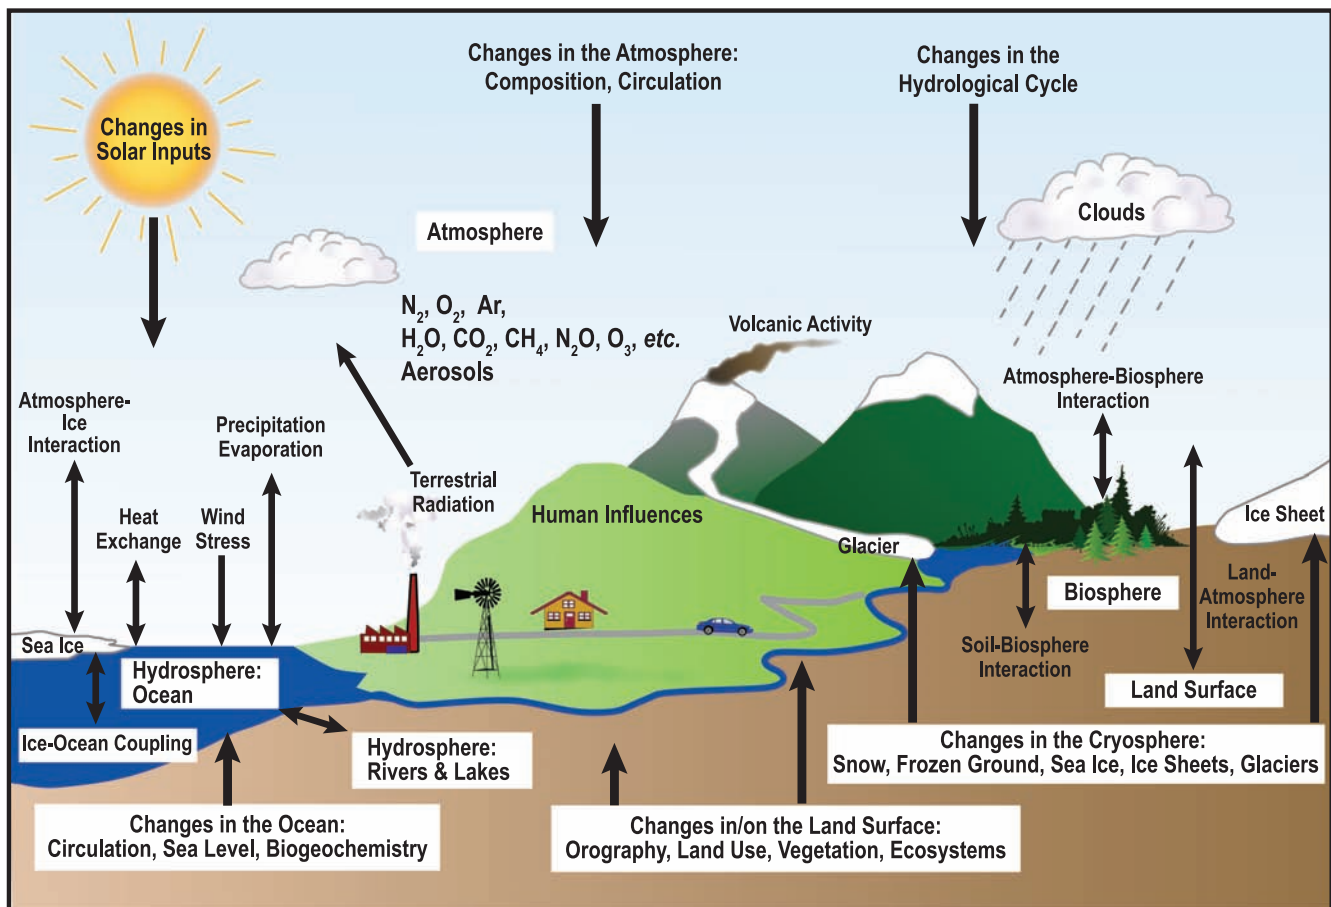 Changes in the Atmosphere:
Composition, Circulation
Changes in the
Hydrological Cycle
Changes in
Solar Inputs
Clouds
Atmosphere
N₂, O₂, Ar,
H₂O, CO₂, CH₄, N₂O, O₃, etc.
Aerosols
Volcanic Activity
Atmosphere-Biosphere
Interaction
Atmosphere-
Ice
Interaction
Precipitation
Evaporation
Terrestrial
Radiation
Heat
Exchange
Wind
Stress
Human Influences
Glacier
Ice Sheet
Biosphere
Land-
Atmosphere
Interaction
Soil-Biosphere
Interaction
Land Surface
Sea Ice
Hydrosphere:
Ocean
Ice-Ocean Coupling
Hydrosphere:
Rivers & Lakes
Changes in the Cryosphere:
Snow, Frozen Ground, Sea Ice, Ice Sheets, Glaciers
Changes in the Ocean:
Circulation, Sea Level, Biogeochemistry
Changes in/on the Land Surface:
Orography, Land Use, Vegetation, Ecosystems